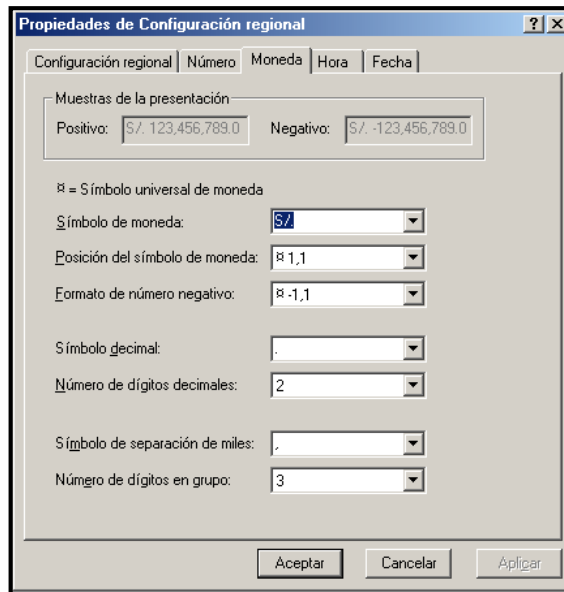 Propiedades de Configuración regional
Configuración regional Número Moneda Hora Fecha
Muestras de la presentación
Positivo: S/. 123,456,789.0 Negativo: S/. -123,456,789.0
¤ = Símbolo universal de moneda
Símbolo de moneda: S/.
Posición del símbolo de moneda: ¤ 1,1
Formato de número negativo: ¤ -1,1
Símbolo decimal: .
Número de dígitos decimales: 2
Símbolo de separación de miles: ,
Número de dígitos en grupo: 3
Aceptar Cancelar Aplicar